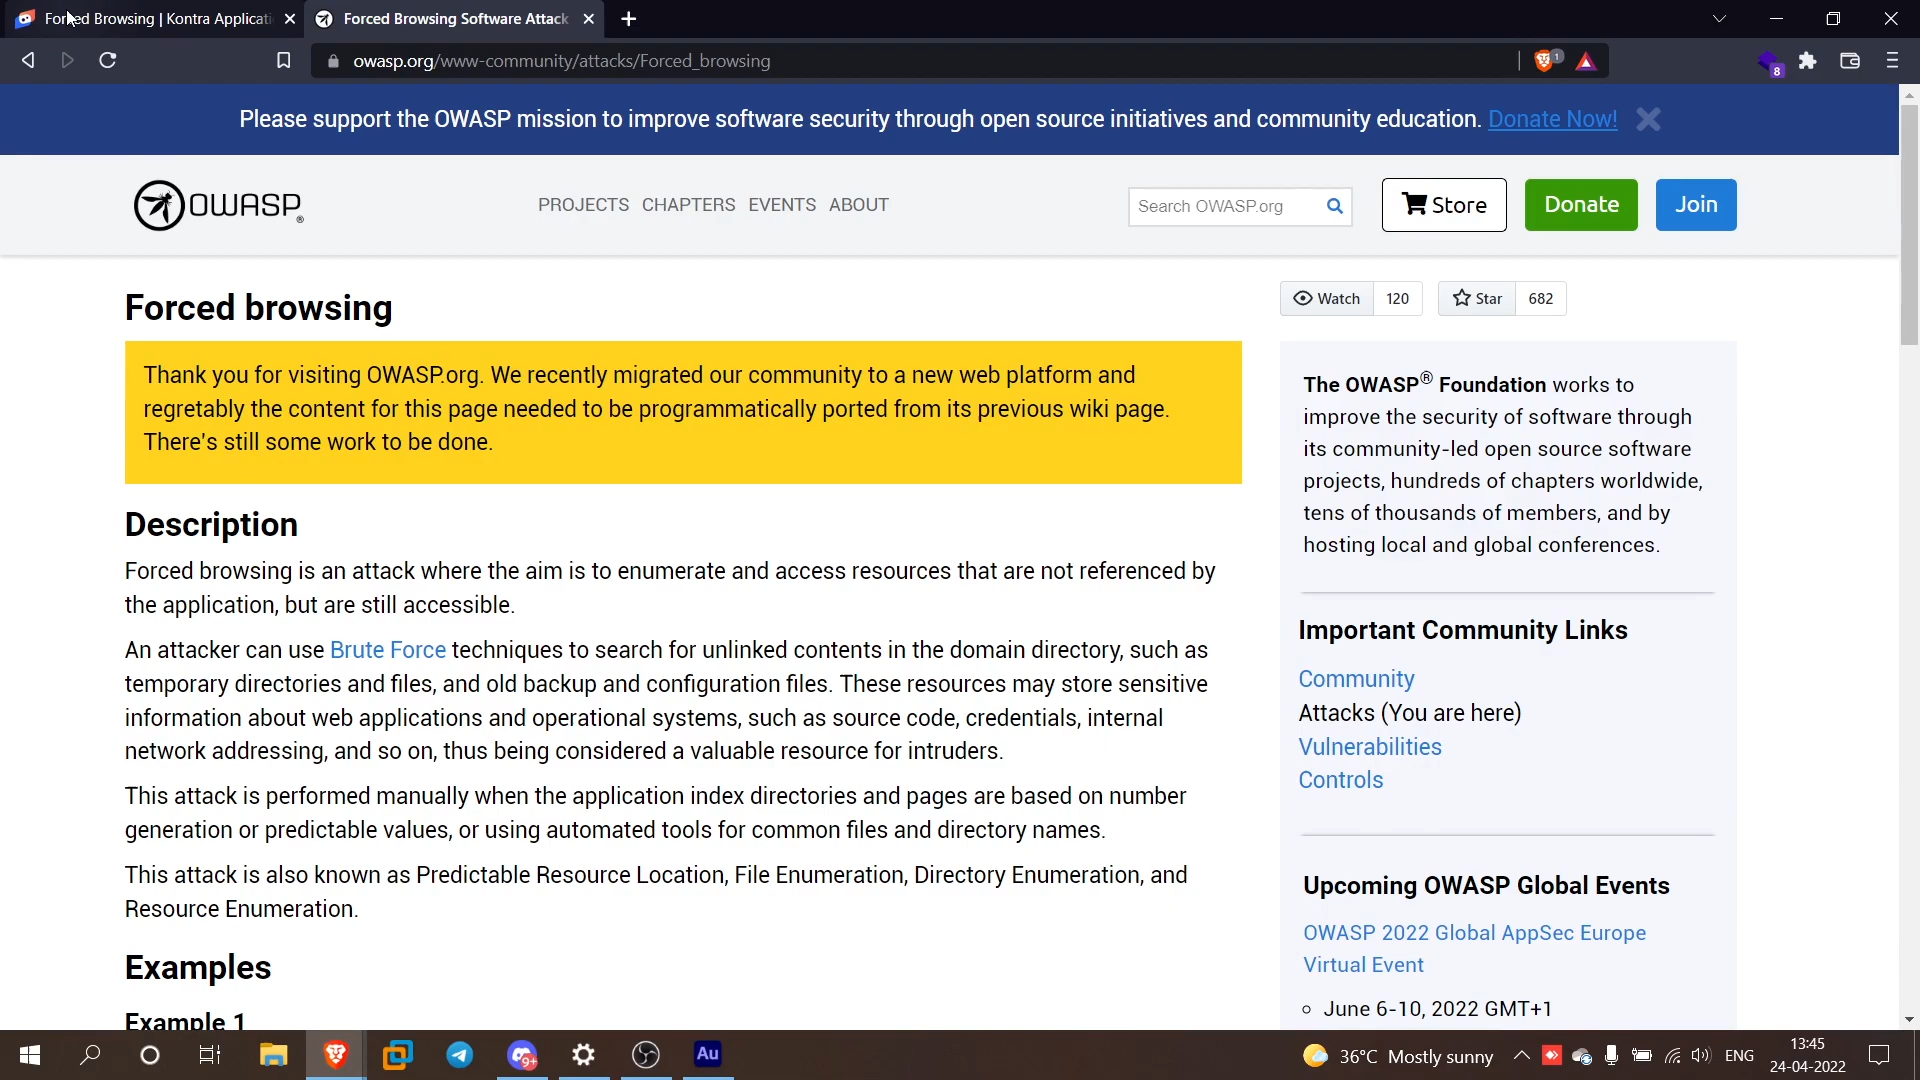 Forced Browsing | Kontra Applicati
Forced Browsing Software Attack
owasp.org/www-community/attacks/Forced_browsing
1
8
Please support the OWASP mission to improve software security through open source initiatives and community education. Donate Now!
OWASP®
PROJECTS CHAPTERS EVENTS ABOUT
Search OWASP.org
Store
Donate
Join
Forced browsing
Watch 120
Star 682
Thank you for visiting OWASP.org. We recently migrated our community to a new web platform and
regretably the content for this page needed to be programmatically ported from its previous wiki page.
There's still some work to be done.
Description
Forced browsing is an attack where the aim is to enumerate and access resources that are not referenced by
the application, but are still accessible.
An attacker can use Brute Force techniques to search for unlinked contents in the domain directory, such as
temporary directories and files, and old backup and configuration files. These resources may store sensitive
information about web applications and operational systems, such as source code, credentials, internal
network addressing, and so on, thus being considered a valuable resource for intruders.
This attack is performed manually when the application index directories and pages are based on number
generation or predictable values, or using automated tools for common files and directory names.
This attack is also known as Predictable Resource Location, File Enumeration, Directory Enumeration, and
Resource Enumeration.
Examples
Example 1
The OWASP® Foundation works to
improve the security of software through
its community-led open source software
projects, hundreds of chapters worldwide,
tens of thousands of members, and by
hosting local and global conferences.
Important Community Links
Community
Attacks (You are here)
Vulnerabilities
Controls
Upcoming OWASP Global Events
OWASP 2022 Global AppSec Europe
Virtual Event
June 6-10, 2022 GMT+1
9+
Au
36°C Mostly sunny
ENG
13:45
24-04-2022